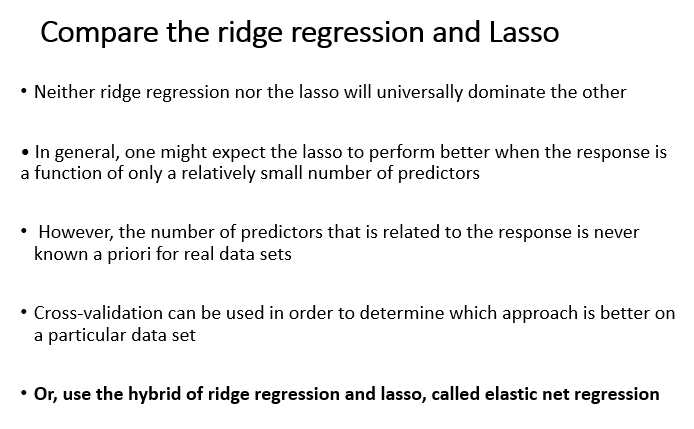 Compare the ridge regression and Lasso
• Neither ridge regression nor the lasso will universally dominate the other
• In general, one might expect the lasso to perform better when the response is
a function of only a relatively small number of predictors
• However, the number of predictors that is related to the response is never
known a priori for real data sets
• Cross-validation can be used in order to determine which approach is better on
a particular data set
• Or, use the hybrid of ridge regression and lasso, called elastic net regression